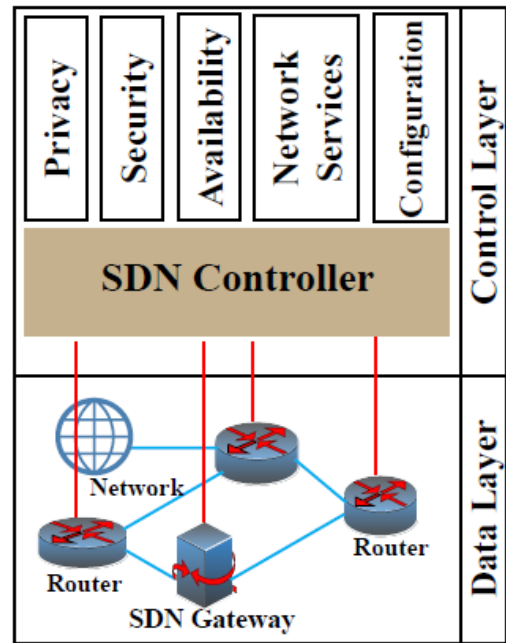 Privacy
Security
Availability
Network
Services
Configuration
Control Layer
SDN Controller
Network
Router
Router
SDN Gateway
Data Layer